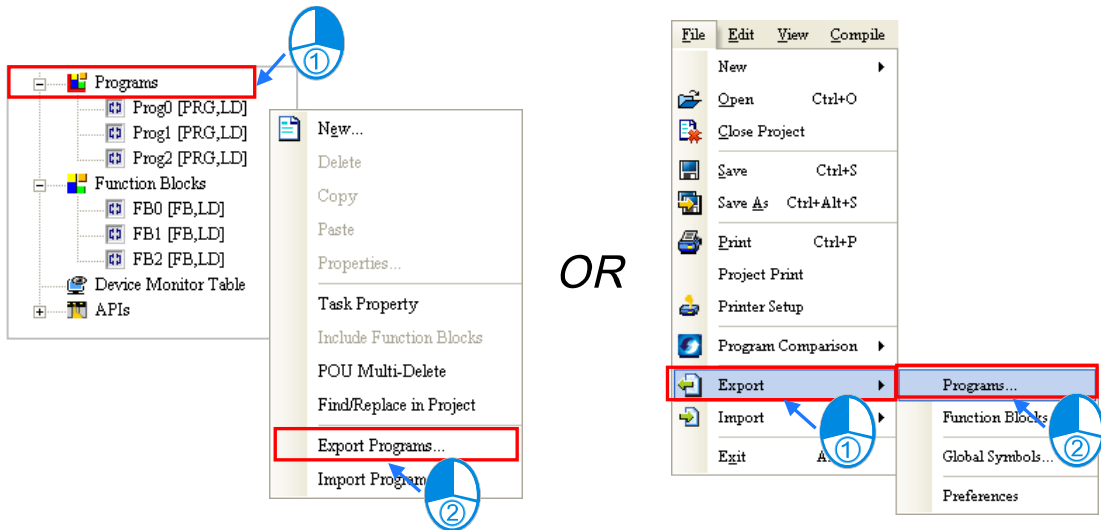 ①
Programs
Prog0 [PRG,LD]
Prog1 [PRG,LD]
Prog2 [PRG,LD]
Function Blocks
FB0 [FB,LD]
FB1 [FB,LD]
FB2 [FB,LD]
Device Monitor Table
APIs
New...
Delete
Copy
Paste
Properties...
Task Property
Include Function Blocks
POU Multi-Delete
Find/Replace in Project
Export Programs...
Import Program
②
OR
File Edit View Compile
New
Open Ctrl+O
Close Project
Save Ctrl+S
Save As Ctrl+Alt+S
Print Ctrl+P
Project Print
Printer Setup
Program Comparison
Export
Import
Exit
①
Programs...
Function Blocks
Global Symbols...
Preferences
②